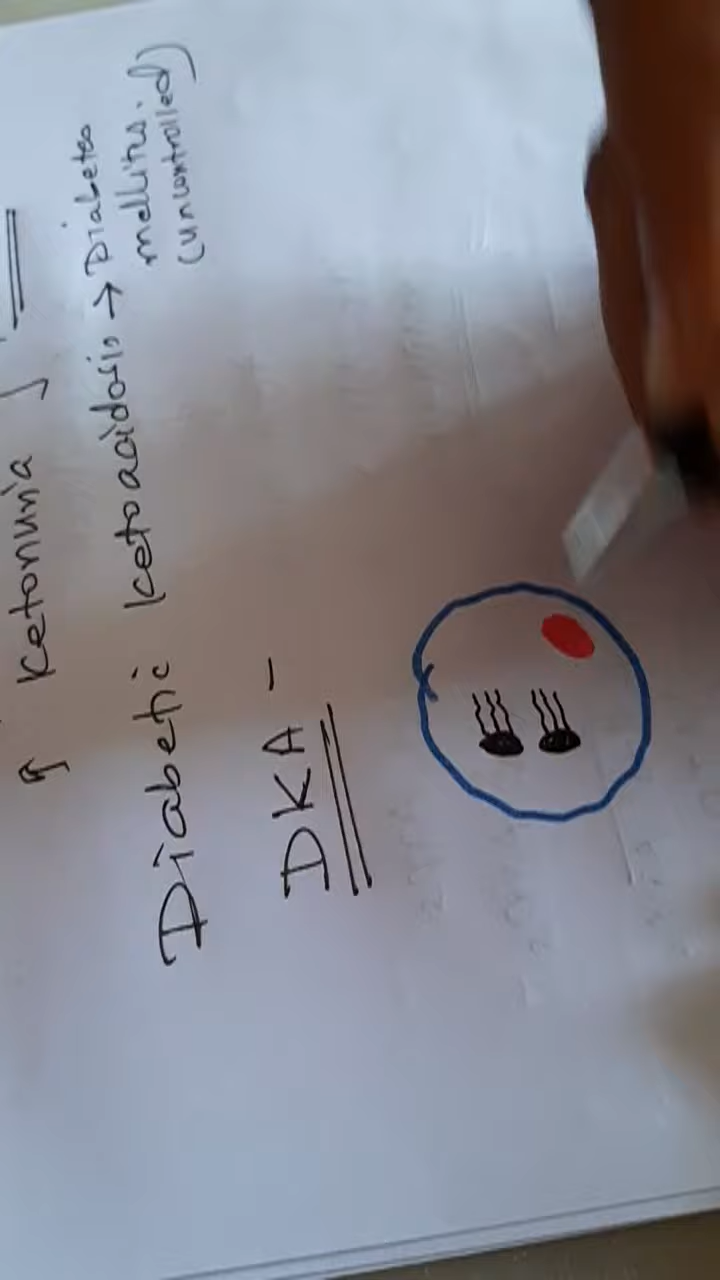 ↑ Ketonuria
Diabetic ketoacidosis → Diabetes
mellitus.
(uncontrolled)
DKA -